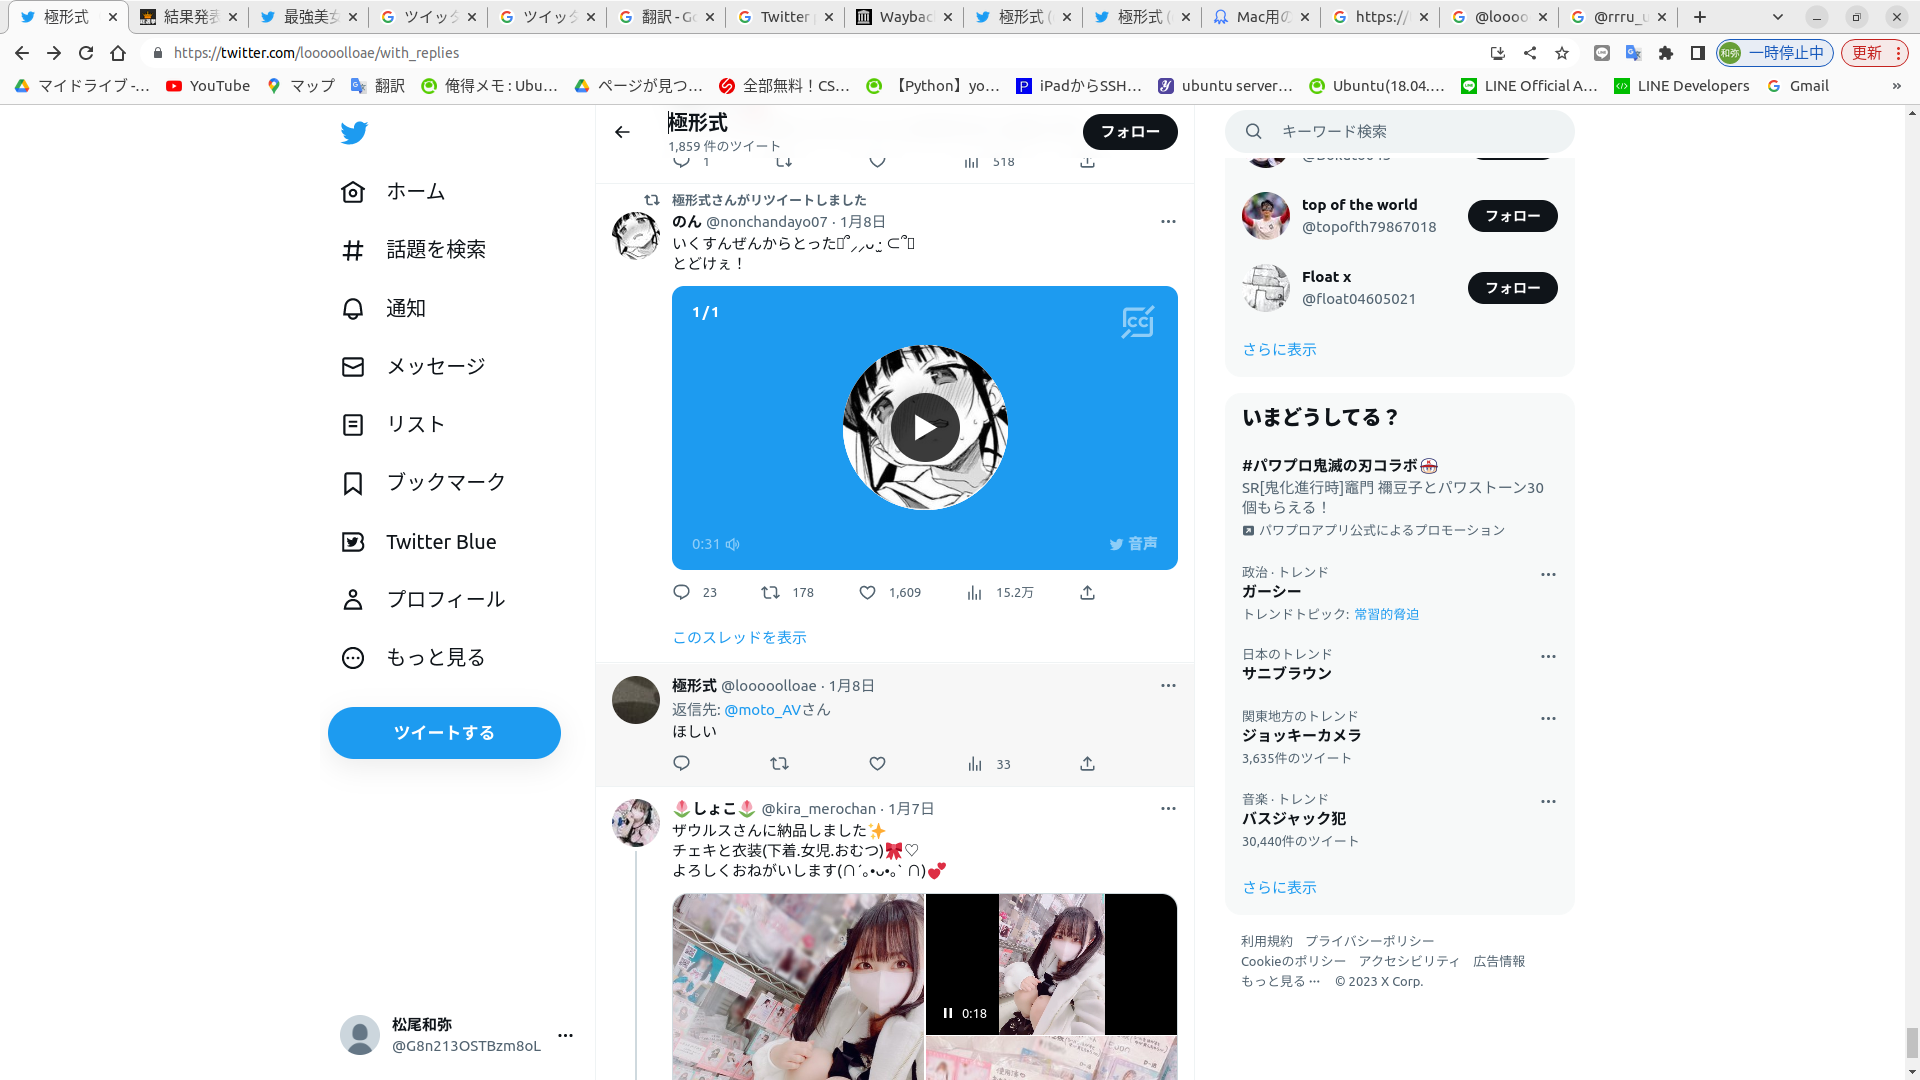 極形式
結果発表
最強美女
ツイッタ
ツイッタ
翻訳 - Go
Twitter
Waybac
極形式 (
極形式 (
Mac用の
https://
@loooo
@rrru_u
https://twitter.com/looooolloae/with_replies
和弥
一時停止中
更新
マイドライブ -...
YouTube
マップ
翻訳
俺得メモ : Ubu...
ページが見つ...
全部無料！CS...
【Python】yo...
iPadからSSH...
ubuntu server...
Ubuntu(18.04....
LINE Official A...
LINE Developers
Gmail
»
ホーム
話題を検索
通知
メッセージ
リスト
ブックマーク
Twitter Blue
プロフィール
もっと見る
ツイートする
松尾和弥
@G8n213OSTBzm8oL
極形式
1,859 件のツイート
フォロー
1
518
極形式さんがリツイートしました
のん @nonchandayo07 · 1月8日
いくすんぜんからとった
とどけぇ！
1 / 1
CC
0:31
音声
23
178
1,609
15.2万
このスレッドを表示
極形式 @looooolloae · 1月8日
返信先: @moto_AVさん
ほしい
33
🌷しょこ🌷 @kira_merochan · 1月7日
ザウルスさんに納品しました✨
チェキと衣装(下着.女児.おむつ)🎀♡
よろしくおねがいします(∩´｡•ᴗ•｡` ∩)💕
0:18
キーワード検索
top of the world
@topofth79867018
フォロー
Float x
@float04605021
フォロー
さらに表示
いまどうしてる？
#パワプロ鬼滅の刃コラボ
SR[鬼化進行時]竈門 禰豆子とパワストーン30
個もらえる！
パワプロアプリ公式によるプロモーション
政治 · トレンド
ガーシー
トレンドトピック: 常習的脅迫
日本のトレンド
サニブラウン
関東地方のトレンド
ジョッキーカメラ
3,635件のツイート
音楽 · トレンド
バスジャック犯
30,440件のツイート
さらに表示
利用規約 プライバシーポリシー
Cookieのポリシー アクセシビリティ 広告情報
もっと見る ··· © 2023 X Corp.